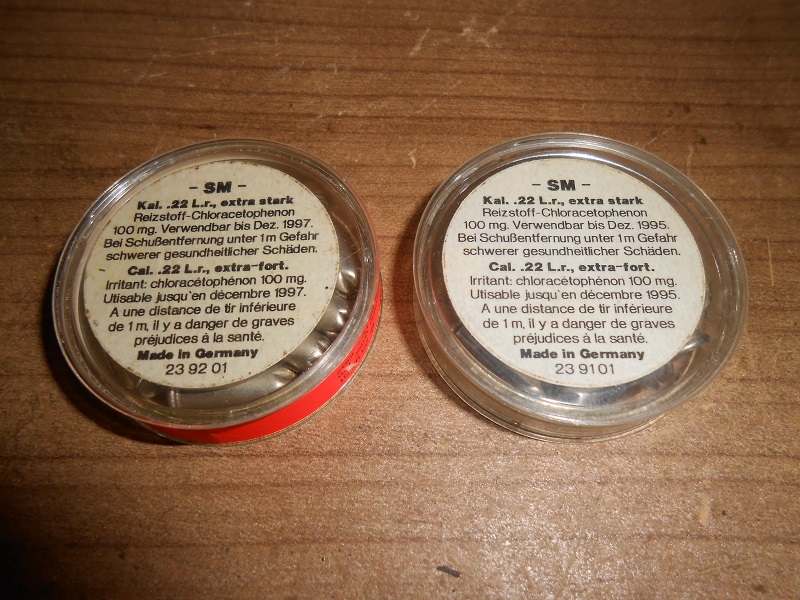 - SM -
Kal. .22 L.r., extra stark
Reizstoff-Chloracetophenon
100 mg. Verwendbar bis Dez. 1997.
Bei Schußentfernung unter 1m Gefahr
schwerer gesundheitlicher Schäden.
Cal. .22 L.r., extra-fort.
Irritant: chloracétophénon 100 mg.
Utisable jusqu'en décembre 1997.
A une distance de tir inférieure
de 1 m, il y a danger de graves
préjudices à la santé.
Made in Germany
23 92 01
- SM -
Kal. .22 L.r., extra stark
Reizstoff-Chloracetophenon
100 mg. Verwendbar bis Dez. 1995.
Bei Schußentfernung unter 1m Gefahr
schwerer gesundheitlicher Schäden.
Cal. .22 L.r., extra-fort.
Irritant: chloracétophénon 100 mg.
Utisable jusqu'en décembre 1995.
A une distance de tir inférieure
de 1 m, il y a danger de graves
préjudices à la santé.
Made in Germany
23 91 01